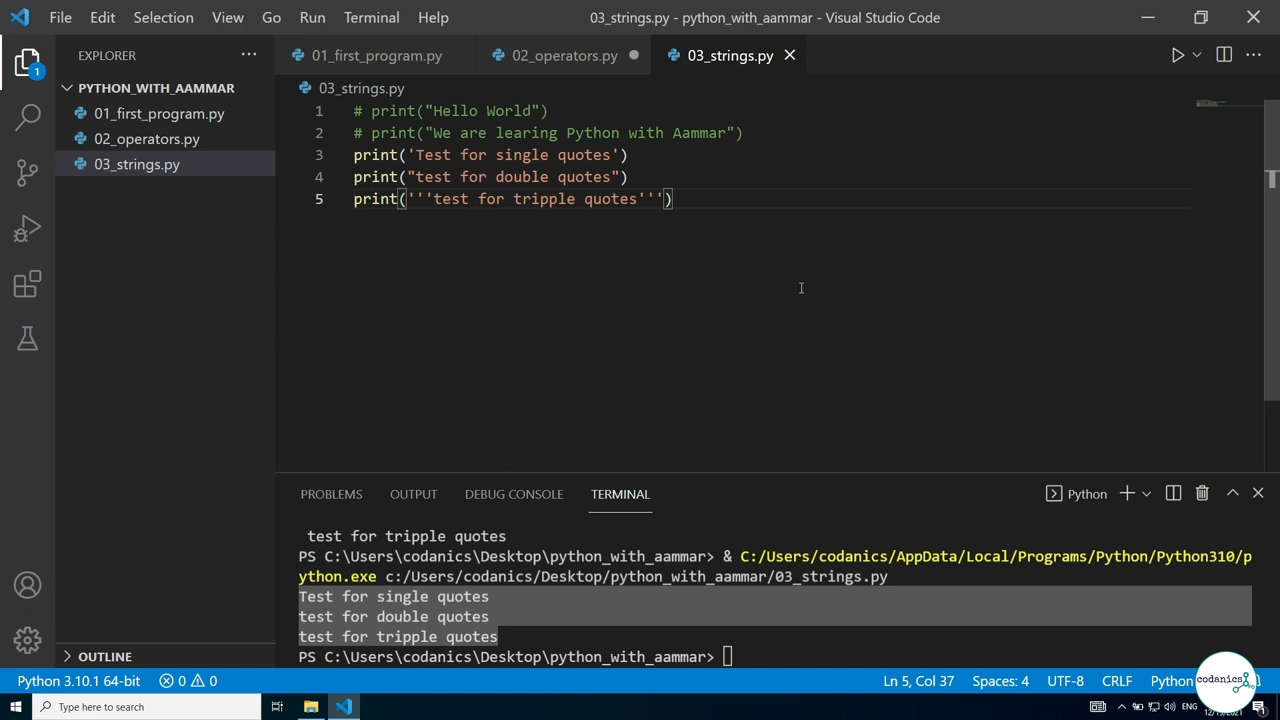 File Edit Selection View Go Run Terminal Help 03_strings.py - python_with_aammar - Visual Studio Code
EXPLORER
1
PYTHON_WITH_AAMMAR
01_first_program.py
02_operators.py
03_strings.py
OUTLINE
01_first_program.py 02_operators.py 03_strings.py
03_strings.py
1 # print("Hello World")
2 # print("We are learing Python with Aammar")
3 print('Test for single quotes')
4 print("test for double quotes")
5 print('''test for tripple quotes''')
PROBLEMS OUTPUT DEBUG CONSOLE TERMINAL Python
test for tripple quotes
PS C:\Users\codanics\Desktop\python_with_aammar> & C:/Users/codanics/AppData/Local/Programs/Python/Python310/p
ython.exe c:/Users/codanics/Desktop/python_with_aammar/03_strings.py
Test for single quotes
test for double quotes
test for tripple quotes
PS C:\Users\codanics\Desktop\python_with_aammar>
Python 3.10.1 64-bit 0 0 Ln 5, Col 37 Spaces: 4 UTF-8 CRLF Python
codanics
Type here to search ENG